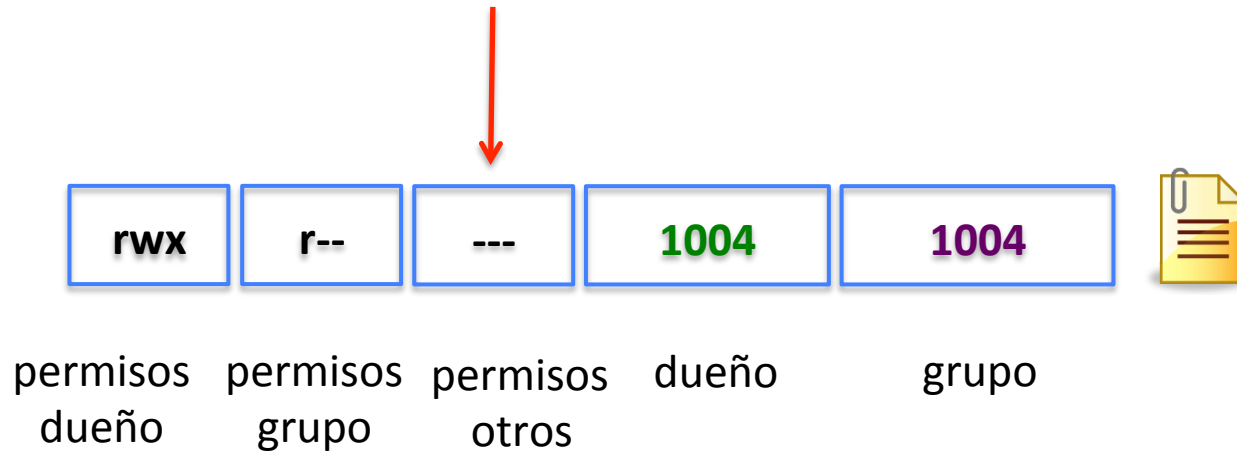 rwx r-- --- 1004 1004
permisos dueño
permisos grupo
permisos otros
dueño
grupo